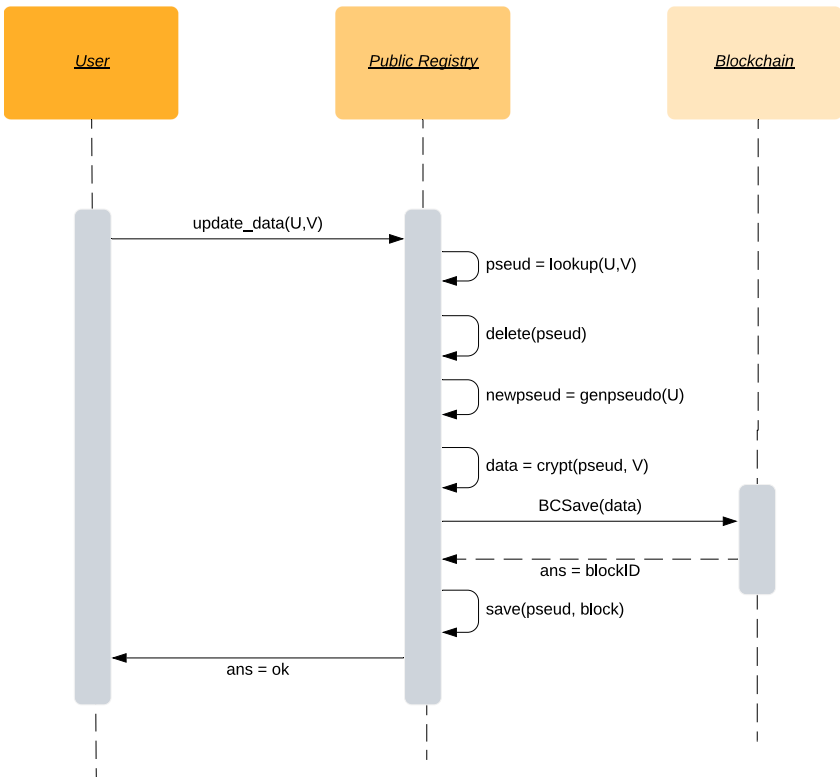 User
Public Registry
Blockchain
update_data(U,V)
pseud = lookup(U,V)
delete(pseud)
newpseud = genpseudo(U)
data = crypt(pseud, V)
BCSave(data)
ans = blockID
save(pseud, block)
ans = ok